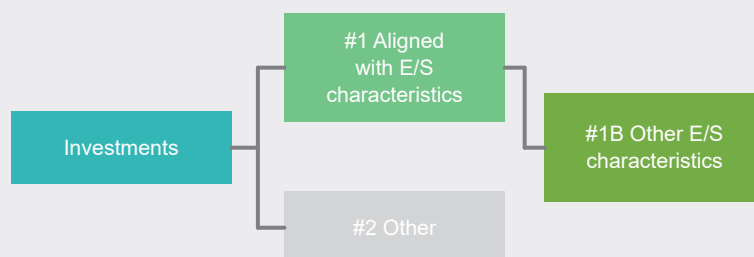 Investments
#1 Aligned
with E/S
characteristics
#2 Other
#1B Other E/S
characteristics